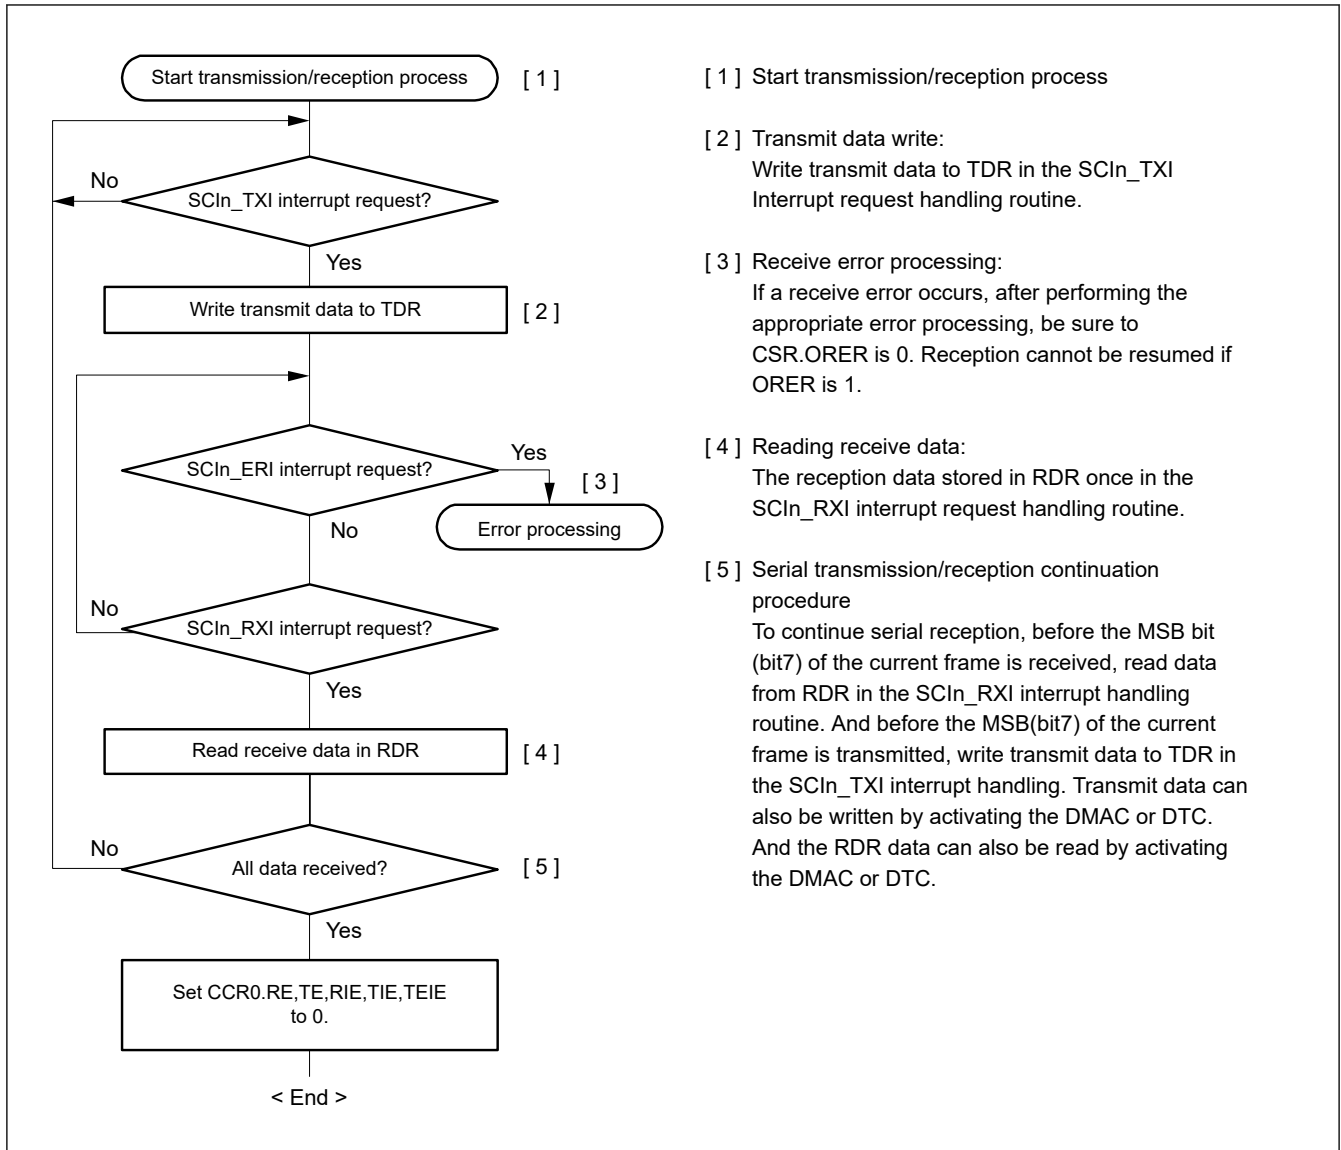 Start transmission/reception process
[ 1 ]
No
SCIn_TXI interrupt request?
Yes
Write transmit data to TDR
[ 2 ]
SCIn_ERI interrupt request?
Yes
[ 3 ]
Error processing
No
No
SCIn_RXI interrupt request?
Yes
Read receive data in RDR
[ 4 ]
No
All data received?
[ 5 ]
Yes
Set CCR0.RE,TE,RIE,TIE,TEIE
to 0.
< End >
[ 1 ] Start transmission/reception process
[ 2 ] Transmit data write:
Write transmit data to TDR in the SCIn_TXI
Interrupt request handling routine.
[ 3 ] Receive error processing:
If a receive error occurs, after performing the
appropriate error processing, be sure to
CSR.ORER is 0. Reception cannot be resumed if
ORER is 1.
[ 4 ] Reading receive data:
The reception data stored in RDR once in the
SCIn_RXI interrupt request handling routine.
[ 5 ] Serial transmission/reception continuation
procedure
To continue serial reception, before the MSB bit
(bit7) of the current frame is received, read data
from RDR in the SCIn_RXI interrupt handling
routine. And before the MSB(bit7) of the current
frame is transmitted, write transmit data to TDR in
the SCIn_TXI interrupt handling. Transmit data can
also be written by activating the DMAC or DTC.
And the RDR data can also be read by activating
the DMAC or DTC.